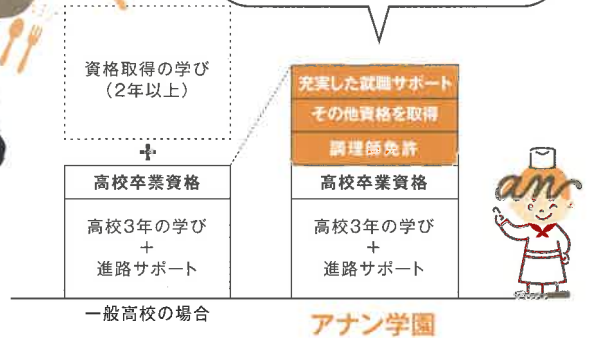 資格取得の学び
（2年以上）
+
高校卒業資格
高校3年の学び
+
進路サポート
一般高校の場合
充実した就職サポート
その他資格を取得
調理師免許
高校卒業資格
高校3年の学び
+
進路サポート
アナン学園
an